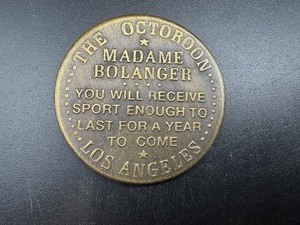 THE OCTOROON
MADAME
BOLANGER
YOU WILL RECEIVE
SPORT ENOUGH TO
LAST FOR A YEAR
TO COME
LOS ANGELES